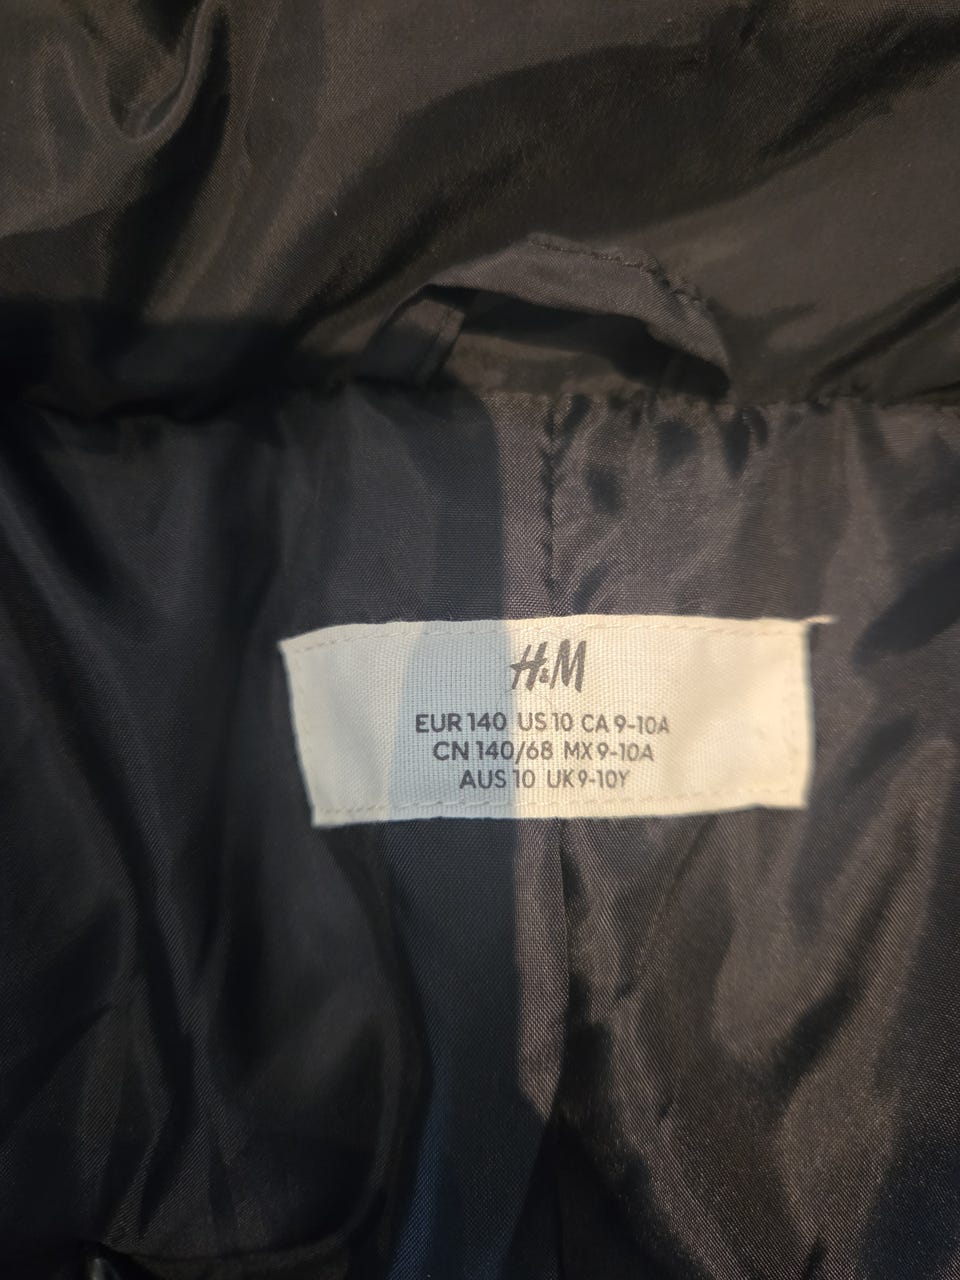 H&M
EUR 140 US 10 CA 9-10A
CN 140/68 MX 9-10A
AUS 10 UK 9-10Y